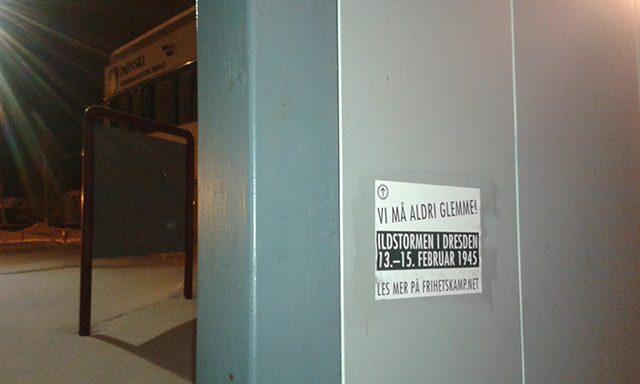 VI MÅ ALDRI GLEMME!
ILDSTORMEN I DRESDEN
13.–15. FEBRUAR 1945
LES MER PÅ FRIHETSKAMP.NET